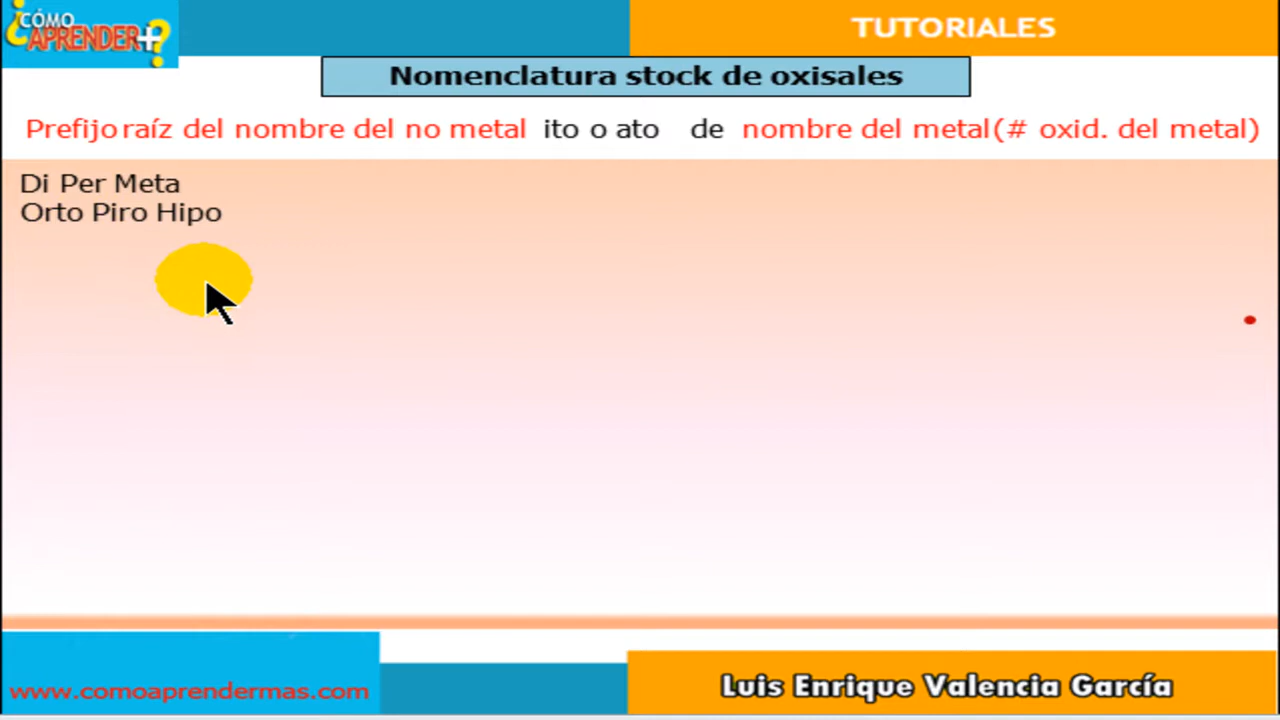 ¿CÓMO
APRENDER+?
TUTORIALES
Nomenclatura stock de oxisales
Prefijo raíz del nombre del no metal ito o ato de nombre del metal(# oxid. del metal)
Di Per Meta
Orto Piro Hipo
www.comoaprendermas.com
Luis Enrique Valencia García